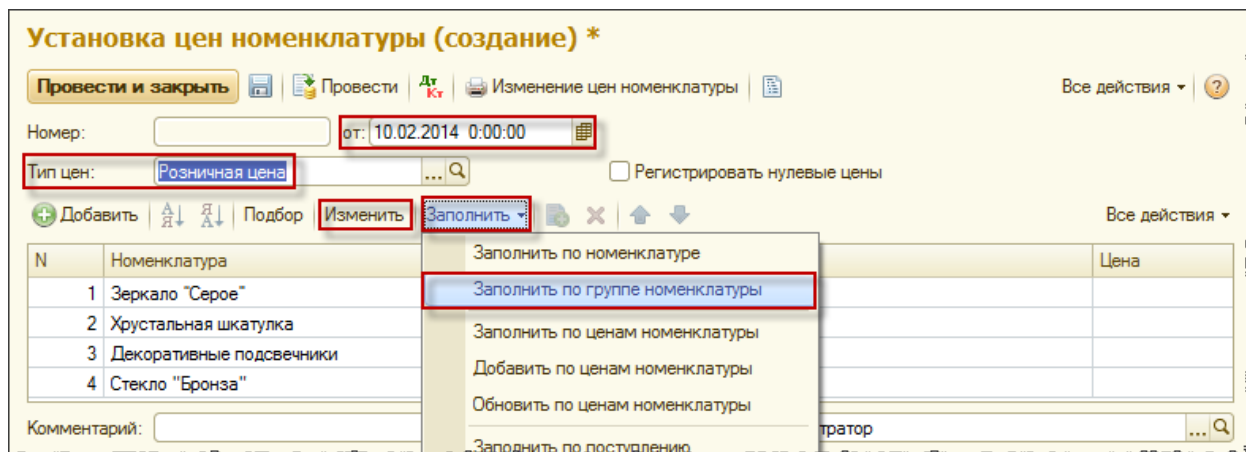 Установка цен номенклатуры (создание) *
Провести и закрыть Провести Дт Кт Изменение цен номенклатуры Все действия
Номер: от: 10.02.2014 0:00:00
Тип цен: Розничная цена ... Регистрировать нулевые цены
Добавить Подбор Изменить Заполнить Все действия
N Номенклатура Цена
Заполнить по номенклатуре
1 Зеркало "Серое"
Заполнить по группе номенклатуры
2 Хрустальная шкатулка
Заполнить по ценам номенклатуры
3 Декоративные подсвечники
Добавить по ценам номенклатуры
4 Стекло "Бронза"
Обновить по ценам номенклатуры
Комментарий: тратор ...
Заполнить по поступлению